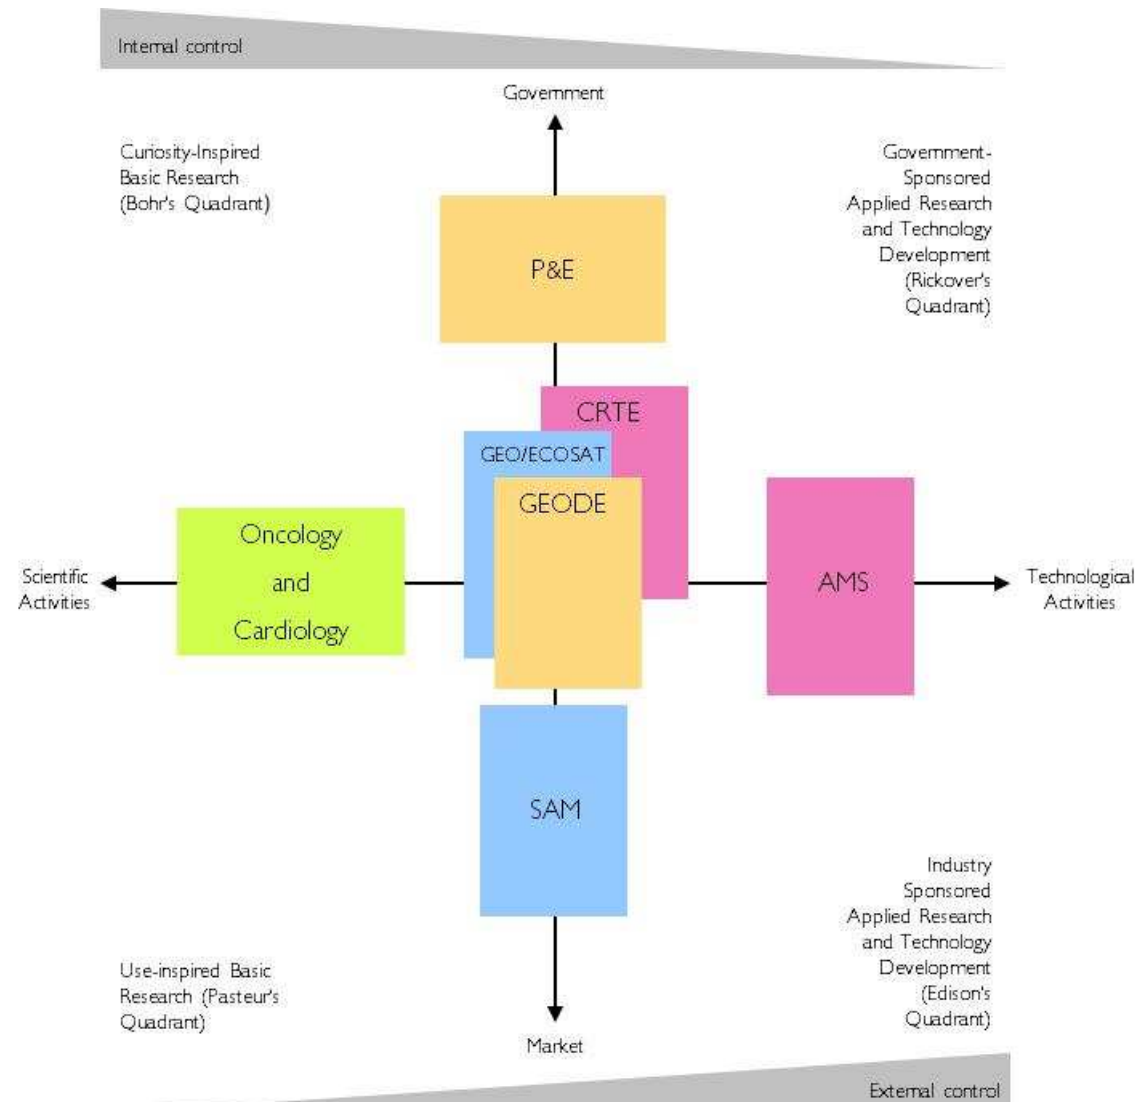 Internal control
Government
Curiosity-Inspired
Basic Research
(Bohr's Quadrant)
Government-
Sponsored
Applied Research
and Technology
Development
(Rickover's
Quadrant)
P&E
CRTE
GEO/ECOSAT
GEODE
Oncology
and
Cardiology
Scientific
Activities
AMS
Technological
Activities
SAM
Industry
Sponsored
Applied Research
and Technology
Development
(Edison's
Quadrant)
Use-inspired Basic
Research (Pasteur's
Quadrant)
Market
External control